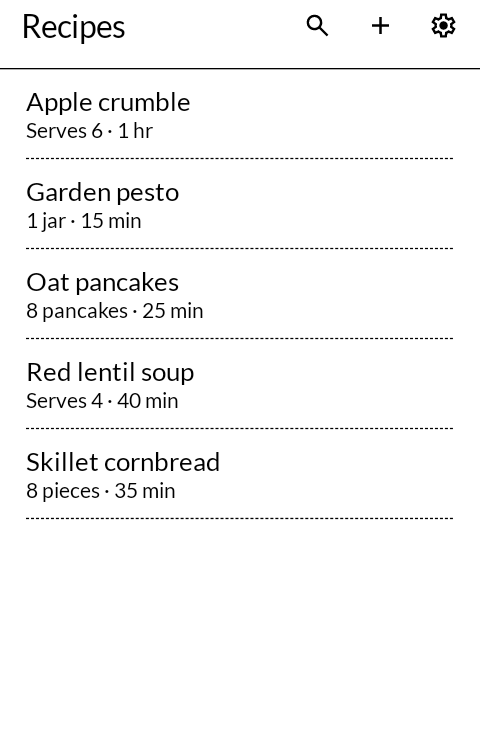 Recipes
Apple crumble
Serves 6 · 1 hr
Garden pesto
1 jar · 15 min
Oat pancakes
8 pancakes · 25 min
Red lentil soup
Serves 4 · 40 min
Skillet cornbread
8 pieces · 35 min